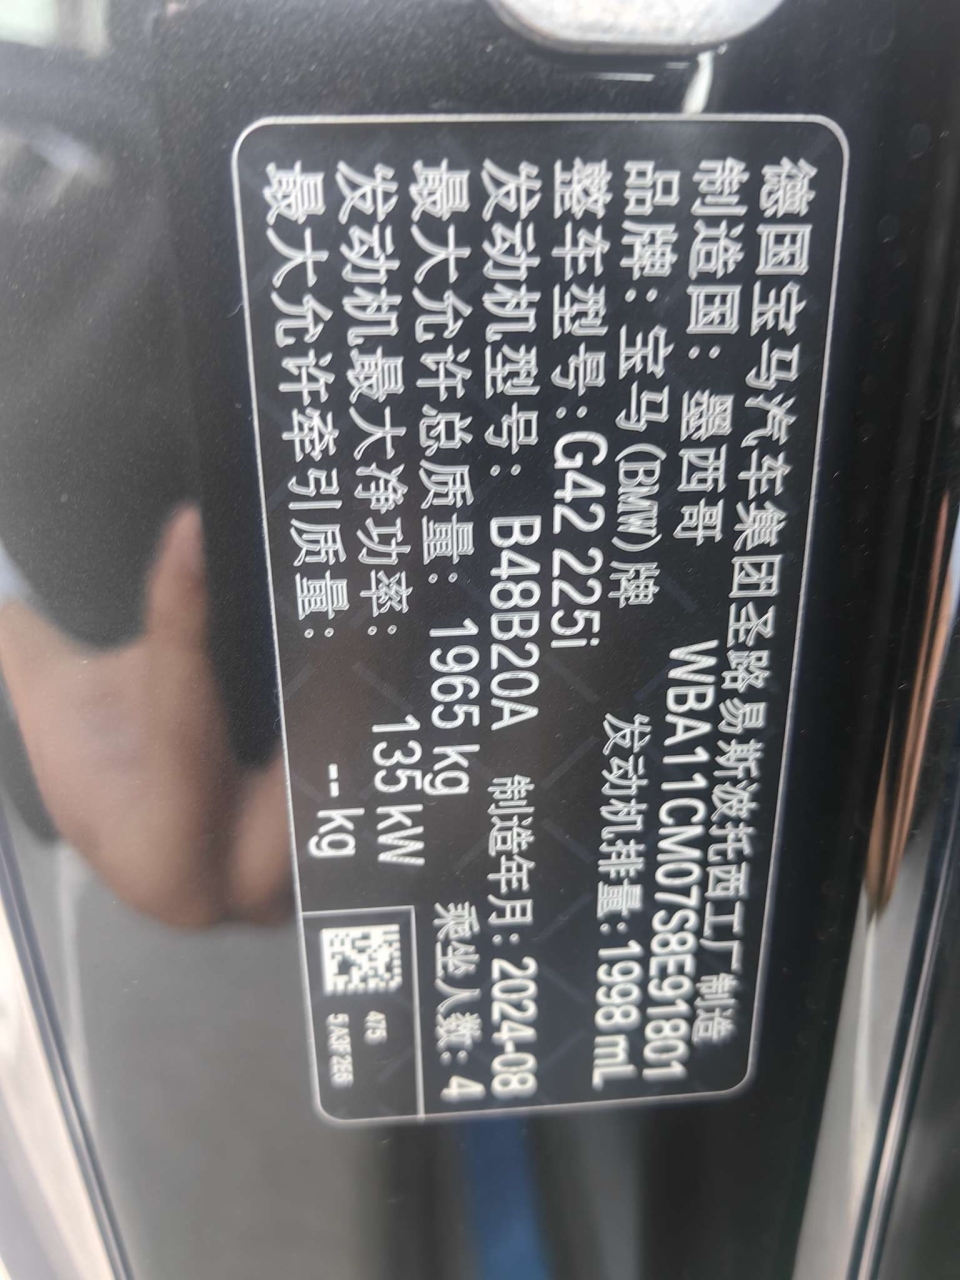 德国宝马汽车集团圣路易斯波托西工厂制造
制造国：墨西哥 WBA11CM07S8E91801
品牌：宝马(BMW)牌 发动机排量：1998 mL
整车型号：G42 225i
发动机型号：B48B20A 制造年月：2024-08
最大允许总质量：1965 kg 乘坐人数：4
发动机最大净功率：135 kW
最大允许牵引质量：-- kg
475
5A3F2E6